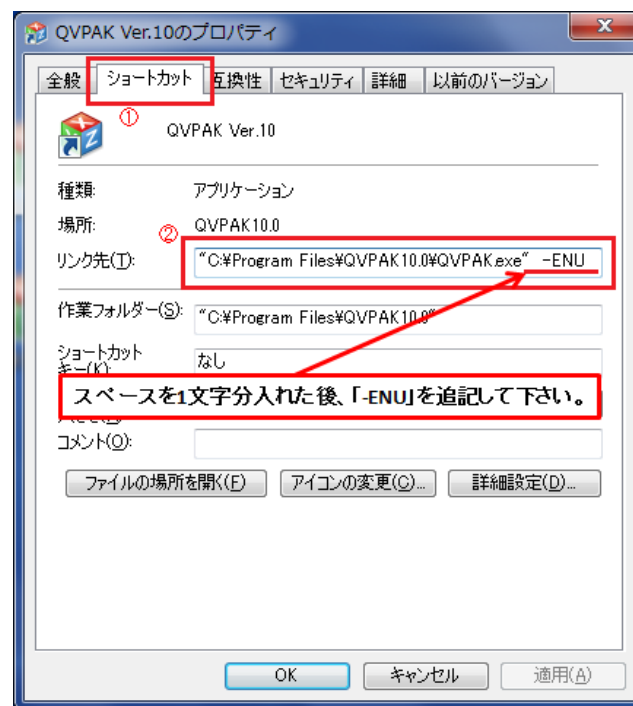 QVPAK Ver.10のプロパティ
全般 ショートカット 互換性 セキュリティ 詳細 以前のバージョン
①
QVPAK Ver.10
種類: アプリケーション
場所: QVPAK10.0
②
リンク先(T): "C:¥Program Files¥QVPAK10.0¥QVPAK.exe" -ENU
作業フォルダー(S): "C:¥Program Files¥QVPAK10.0"
ショートカット
キー(K): なし
スペースを1文字分入れた後、「-ENU」を追記して下さい。
コメント(O):
ファイルの場所を開く(F) アイコンの変更(C)... 詳細設定(D)...
OK キャンセル 適用(A)